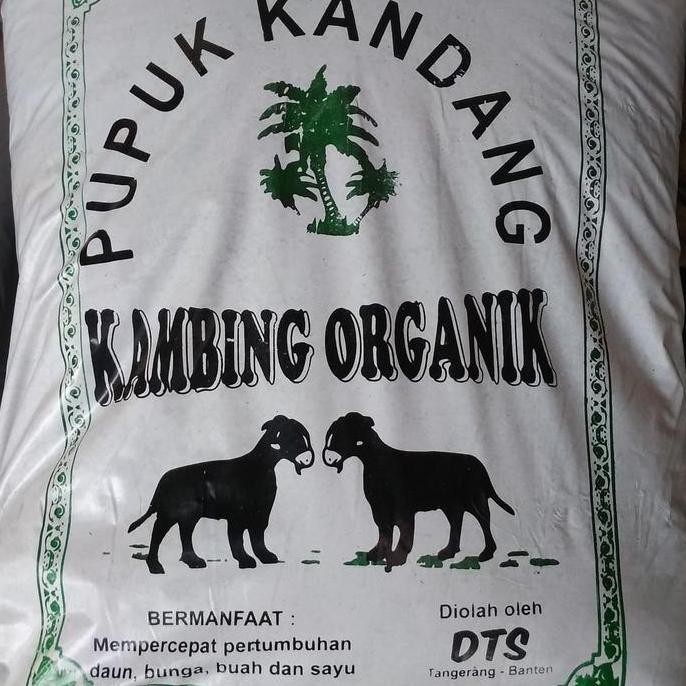 PUPUK KANDANG
KAMBING ORGANIK
BERMANFAAT :
Mempercepat pertumbuhan
daun, bunga, buah dan sayu
Diolah oleh
DTS
Tangerang - Banten